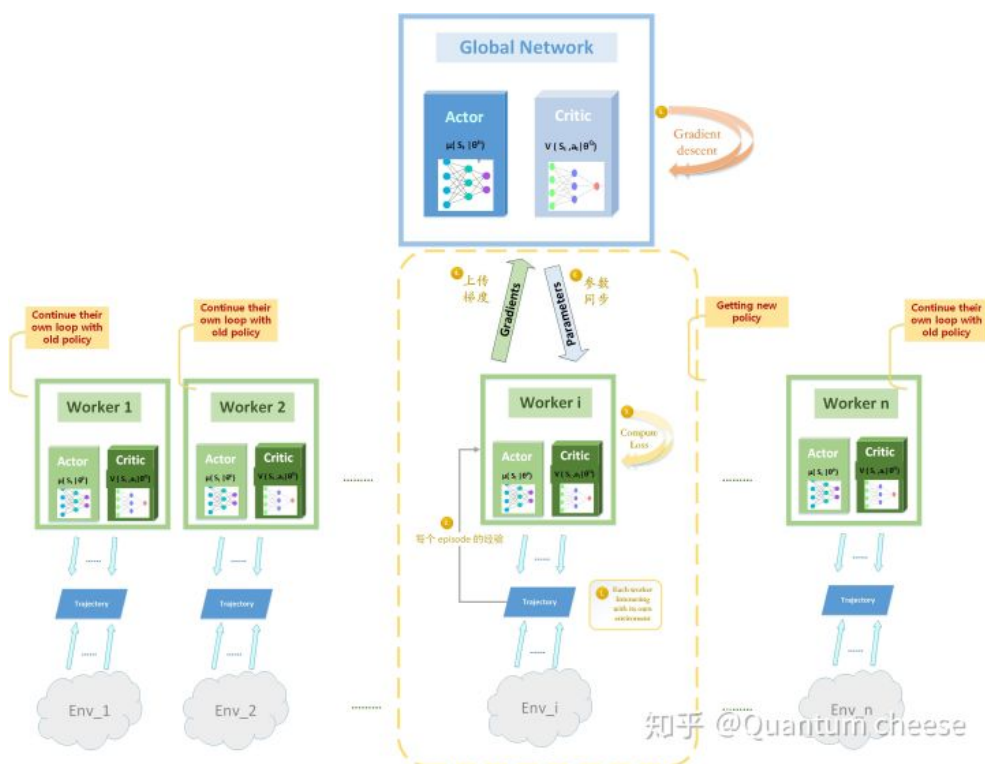 Global Network
Actor
Critic
Gradient
descent
上传
梯度
Gradients
Parameters
参数
同步
Continue their
own loop with
old policy
Continue their
own loop with
old policy
Getting new
policy
Continue their
own loop with
old policy
Worker 1
Actor
Critic
Worker 2
Actor
Critic
.........
Worker i
Actor
Critic
Compute
Loss
.........
Worker n
Actor
Critic
每个 episode 的经验
......
......
......
......
Trajectory
Trajectory
Trajectory
Each worker
interacting
with its own
environment
Trajectory
......
......
......
......
Env_1
Env_2
.........
Env_i
.........
Env_n
知乎 @Quantum cheese